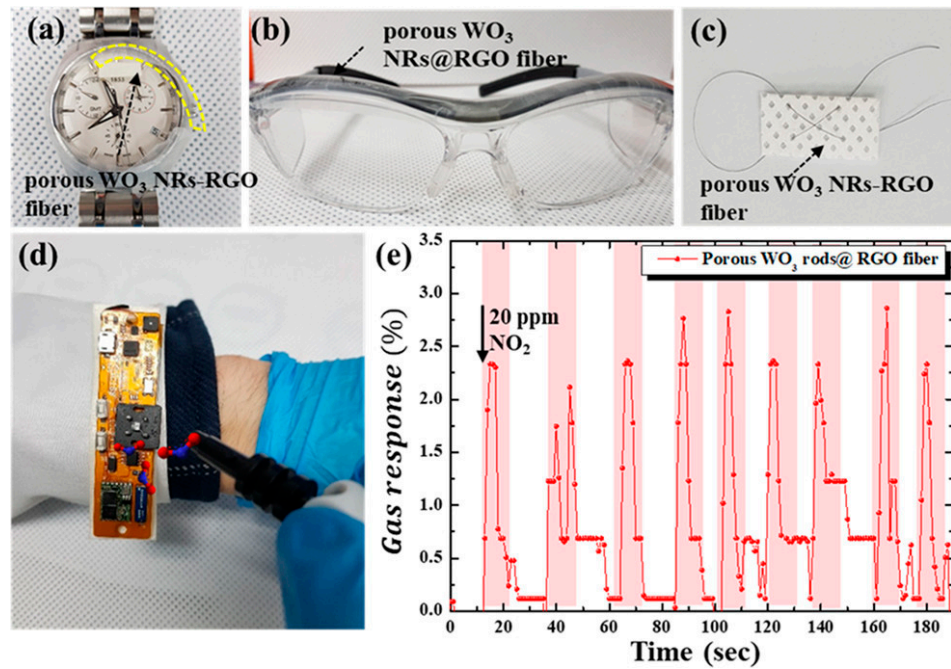 (a)
1853
porous WO₃ NRs-RGO
fiber
(b)
porous WO₃
NRs@RGO fiber
(c)
porous WO₃ NRs-RGO
fiber
(d)
(e)
Gas response (%)
3.5
3.0
2.5
2.0
1.5
1.0
0.5
0.0
Porous WO₃ rods@ RGO fiber
20 ppm
NO₂
0 20 40 60 80 100 120 140 160 180
Time (sec)